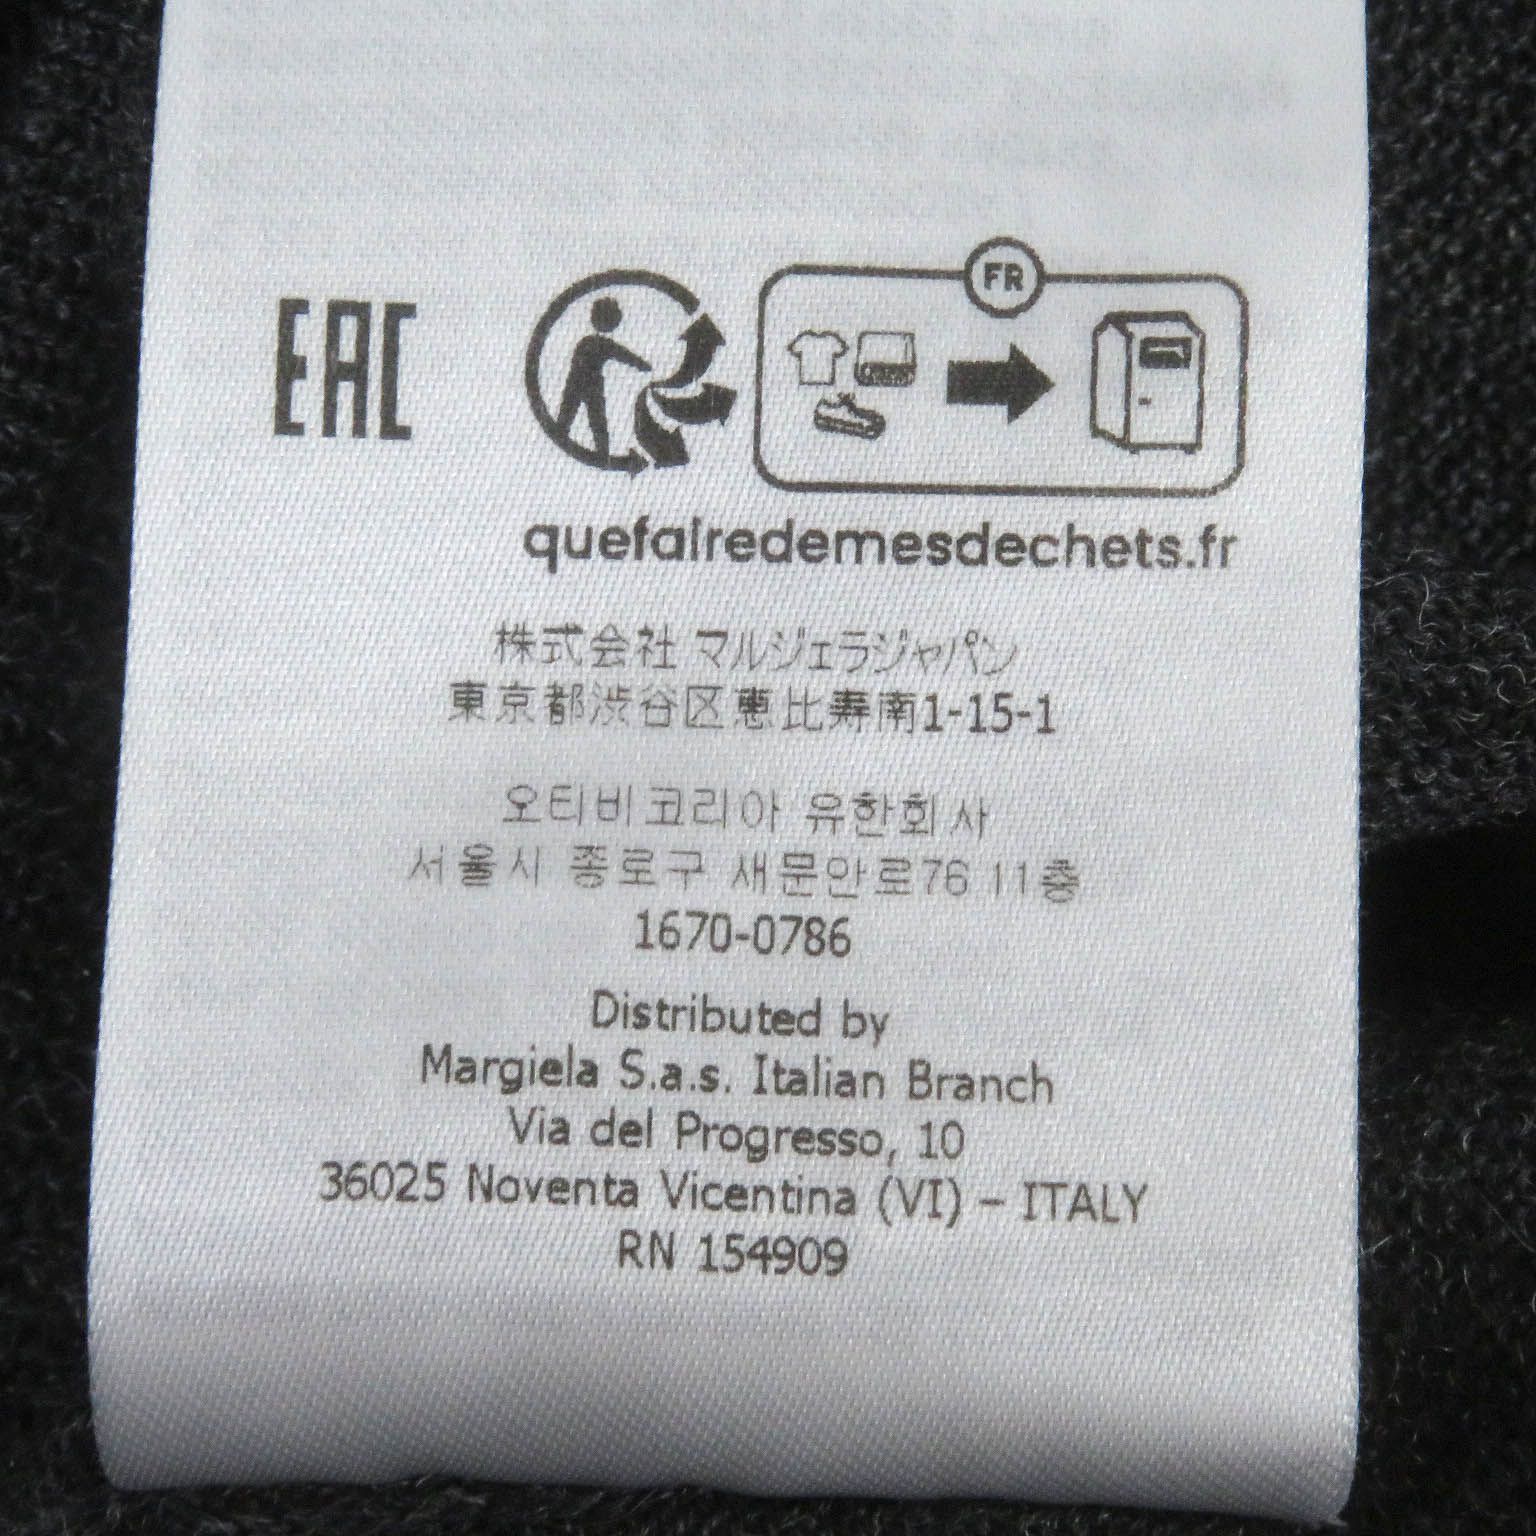 EAC
FR
quefairedemesdechets.fr
株式会社 マルジェラジャパン
東京都渋谷区恵比寿南1-15-1
오티비코리아 유한회사
서울시 종로구 새문안로76 11층
1670-0786
Distributed by
Margiela S.a.s. Italian Branch
Via del Progresso, 10
36025 Noventa Vicentina (VI) – ITALY
RN 154909